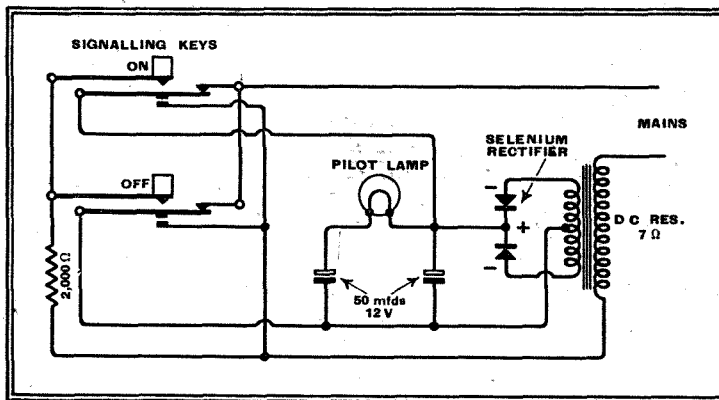 SIGNALLING KEYS
ON
MAINS
SELENIUM
RECTIFIER
PILOT LAMP
OFF
–
+
–
D C RES.
7 Ω
2,000 Ω
50 mfds
12 V